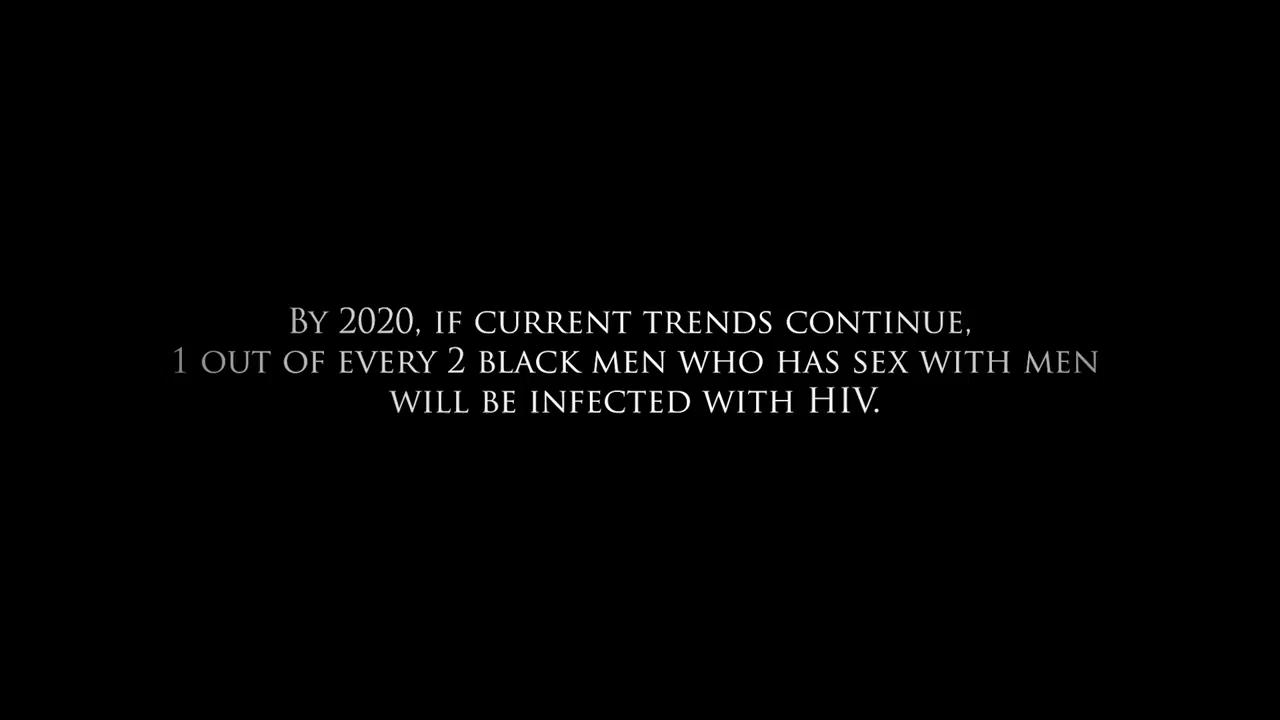 By 2020, if current trends continue,
1 out of every 2 black men who has sex with men
will be infected with HIV.